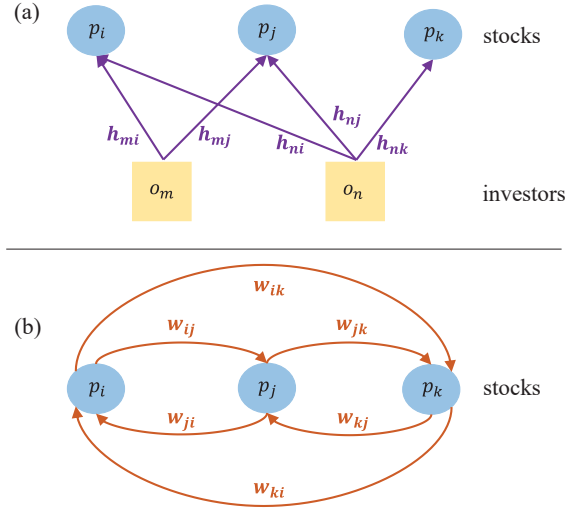 (a)
p_i p_j p_k stocks
h_mi h_mj h_ni h_nj h_nk
o_m o_n investors
w_ik
(b)
w_ij w_jk
p_i p_j p_k stocks
w_ji w_kj
w_ki